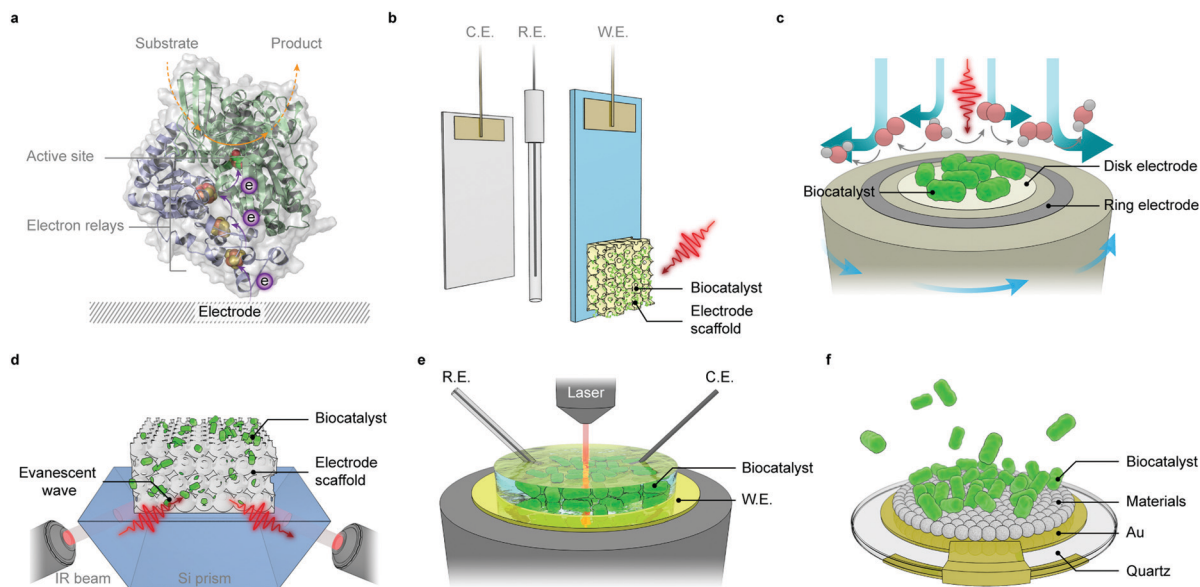 a
Substrate
Product
Active site
e
e
Electron relays
e
Electrode
b
C.E.
R.E.
W.E.
Biocatalyst
Electrode
scaffold
c
Disk electrode
Biocatalyst
Ring electrode
d
Biocatalyst
Evanescent
wave
Electrode
scaffold
IR beam
Si prism
e
R.E.
Laser
C.E.
Biocatalyst
W.E.
f
Biocatalyst
Materials
Au
Quartz